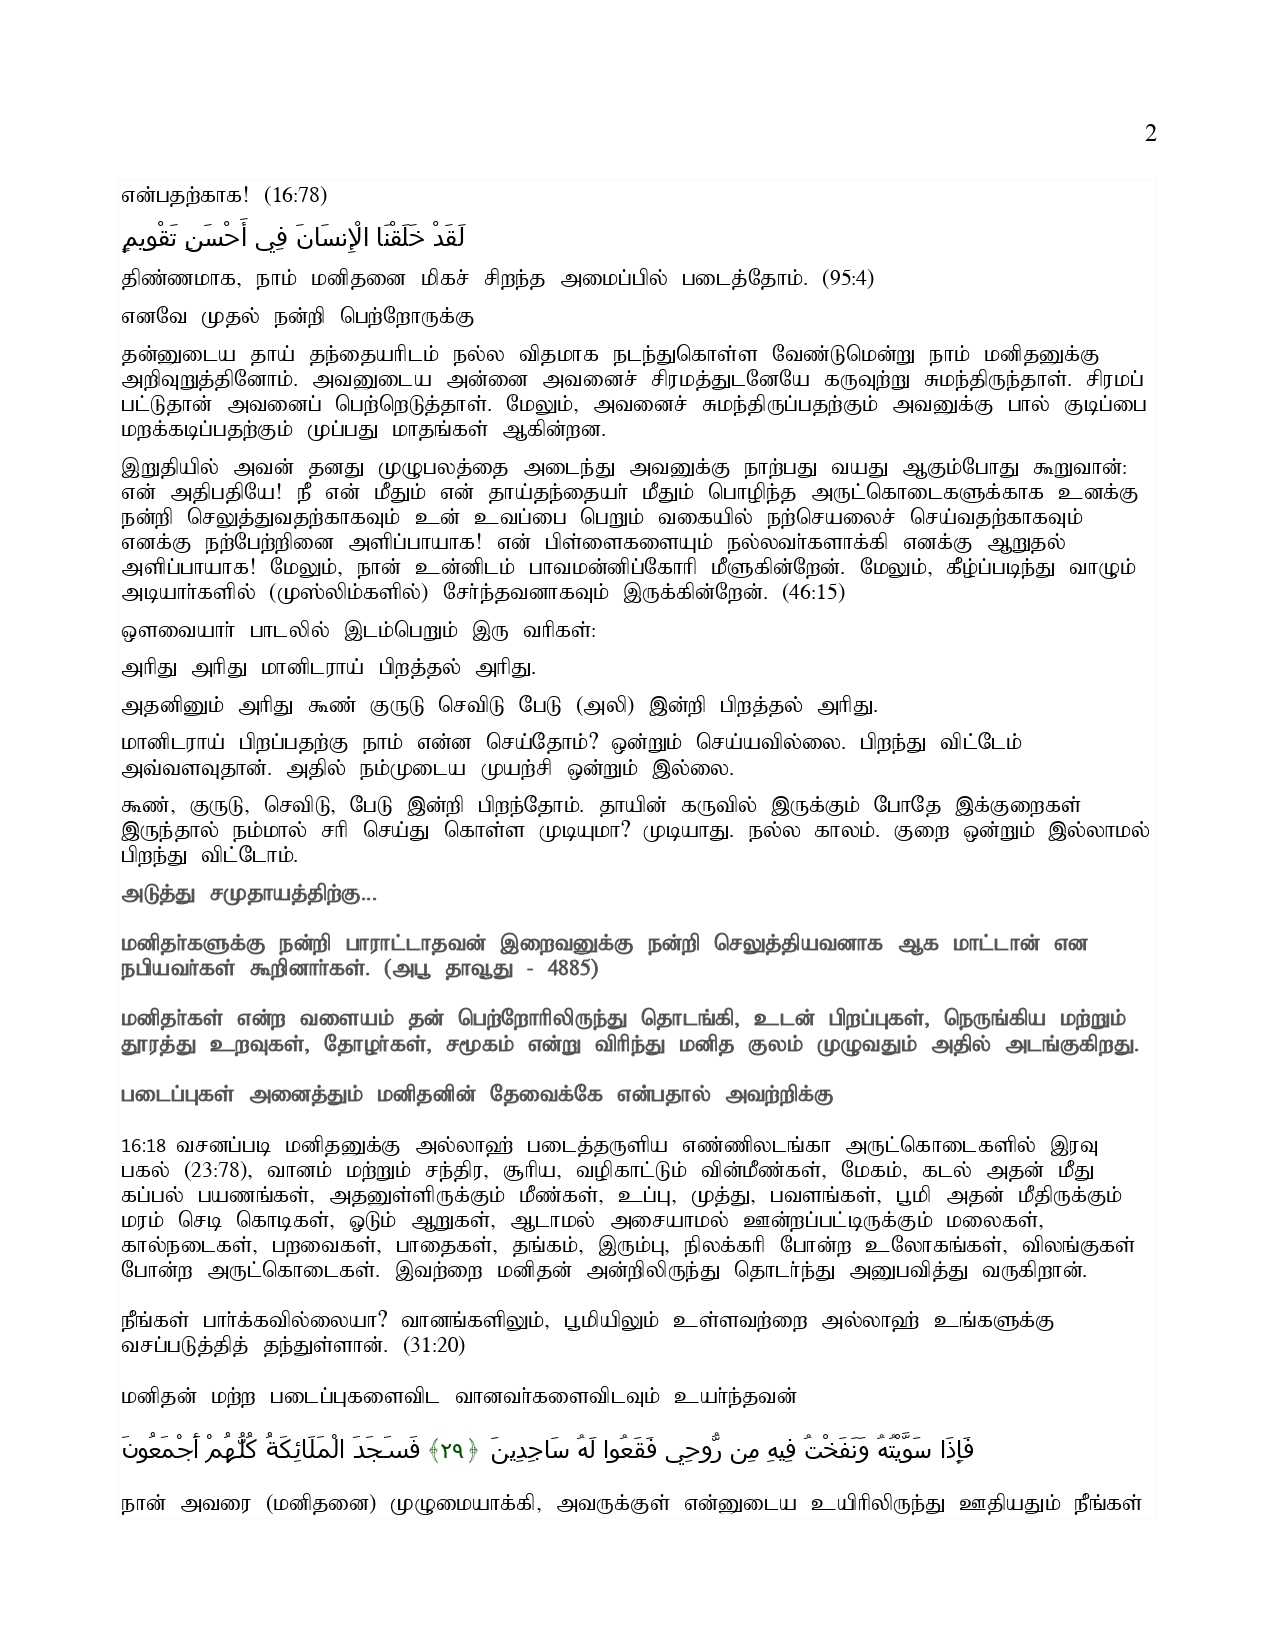 2
என்பதற்காக! (16:78)
لَقَدْ خَلَقْنَا الْإِنسَانَ فِي أَحْسَنِ تَقْوِيمٍ
திண்ணமாக, நாம் மனிதனை மிகச் சிறந்த அமைப்பில் படைத்தோம். (95:4)
எனவே முதல் நன்றி பெற்றோருக்கு
தன்னுடைய தாய் தந்தையரிடம் நல்ல விதமாக நடந்துகொள்ள வேண்டுமென்று நாம் மனிதனுக்கு
அறிவுறுத்தினோம். அவனுடைய அன்னை அவனைச் சிரமத்துடனேயே கருவுற்று சுமந்திருந்தாள். சிரமப்
பட்டுதான் அவனைப் பெற்றெடுத்தாள். மேலும், அவனைச் சுமந்திருப்பதற்கும் அவனுக்கு பால் குடிப்பை
மறக்கடிப்பதற்கும் முப்பது மாதங்கள் ஆகின்றன.
இறுதியில் அவன் தனது முழுபலத்தை அடைந்து அவனுக்கு நாற்பது வயது ஆகும்போது கூறுவான்:
என் அதிபதியே! நீ என் மீதும் என் தாய்தந்தையர் மீதும் பொழிந்த அருட்கொடைகளுக்காக உனக்கு
நன்றி செலுத்துவதற்காகவும் உன் உவப்பை பெறும் வகையில் நற்செயலைச் செய்வதற்காகவும்
எனக்கு நற்பேற்றினை அளிப்பாயாக! என் பிள்ளைகளையும் நல்லவர்களாக்கி எனக்கு ஆறுதல்
அளிப்பாயாக! மேலும், நான் உன்னிடம் பாவமன்னிப்கோரி மீளுகின்றேன். மேலும், கீழ்ப்படிந்து வாழும்
அடியார்களில் (முஸ்லிம்களில்) சேர்ந்தவனாகவும் இருக்கின்றேன். (46:15)
ஒளவையார் பாடலில் இடம்பெறும் இரு வரிகள்:
அரிது அரிது மானிடராய் பிறத்தல் அரிது.
அதனினும் அரிது கூண் குருடு செவிடு பேடு (அலி) இன்றி பிறத்தல் அரிது.
மானிடராய் பிறப்பதற்கு நாம் என்ன செய்தோம்? ஒன்றும் செய்யவில்லை. பிறந்து விட்டேம்
அவ்வளவுதான். அதில் நம்முடைய முயற்சி ஒன்றும் இல்லை.
கூண், குருடு, செவிடு, பேடு இன்றி பிறந்தோம். தாயின் கருவில் இருக்கும் போதே இக்குறைகள்
இருந்தால் நம்மால் சரி செய்து கொள்ள முடியுமா? முடியாது. நல்ல காலம். குறை ஒன்றும் இல்லாமல்
பிறந்து விட்டோம்.
அடுத்து சமுதாயத்திற்கு...
மனிதர்களுக்கு நன்றி பாராட்டாதவன் இறைவனுக்கு நன்றி செலுத்தியவனாக ஆக மாட்டான் என
நபியவர்கள் கூறினார்கள். (அபூ தாவூது - 4885)
மனிதர்கள் என்ற வளையம் தன் பெற்றோரிலிருந்து தொடங்கி, உடன் பிறப்புகள், நெருங்கிய மற்றும்
தூரத்து உறவுகள், தோழர்கள், சமூகம் என்று விரிந்து மனித குலம் முழுவதும் அதில் அடங்குகிறது.
படைப்புகள் அனைத்தும் மனிதனின் தேவைக்கே என்பதால் அவற்றிக்கு
16:18 வசனப்படி மனிதனுக்கு அல்லாஹ் படைத்தருளிய எண்ணிலடங்கா அருட்கொடைகளில் இரவு
பகல் (23:78), வானம் மற்றும் சந்திர, சூரிய, வழிகாட்டும் வின்மீண்கள், மேகம், கடல் அதன் மீது
கப்பல் பயணங்கள், அதனுள்ளிருக்கும் மீண்கள், உப்பு, முத்து, பவளங்கள், பூமி அதன் மீதிருக்கும்
மரம் செடி கொடிகள், ஓடும் ஆறுகள், ஆடாமல் அசையாமல் ஊன்றப்பட்டிருக்கும் மலைகள்,
கால்நடைகள், பறவைகள், பாதைகள், தங்கம், இரும்பு, நிலக்கரி போன்ற உலோகங்கள், விலங்குகள்
போன்ற அருட்கொடைகள். இவற்றை மனிதன் அன்றிலிருந்து தொடர்ந்து அனுபவித்து வருகிறான்.
நீங்கள் பார்க்கவில்லையா? வானங்களிலும், பூமியிலும் உள்ளவற்றை அல்லாஹ் உங்களுக்கு
வசப்படுத்தித் தந்துள்ளான். (31:20)
மனிதன் மற்ற படைப்புகளைவிட வானவர்களைவிடவும் உயர்ந்தவன்
فَإِذَا سَوَّيْتُهُ وَنَفَخْتُ فِيهِ مِن رُّوحِي فَقَعُوا لَهُ سَاجِدِينَ ﴿٢٩﴾ فَسَجَدَ الْمَلَائِكَةُ كُلُّهُمْ أَجْمَعُونَ
நான் அவரை (மனிதனை) முழுமையாக்கி, அவருக்குள் என்னுடைய உயிரிலிருந்து ஊதியதும் நீங்கள்